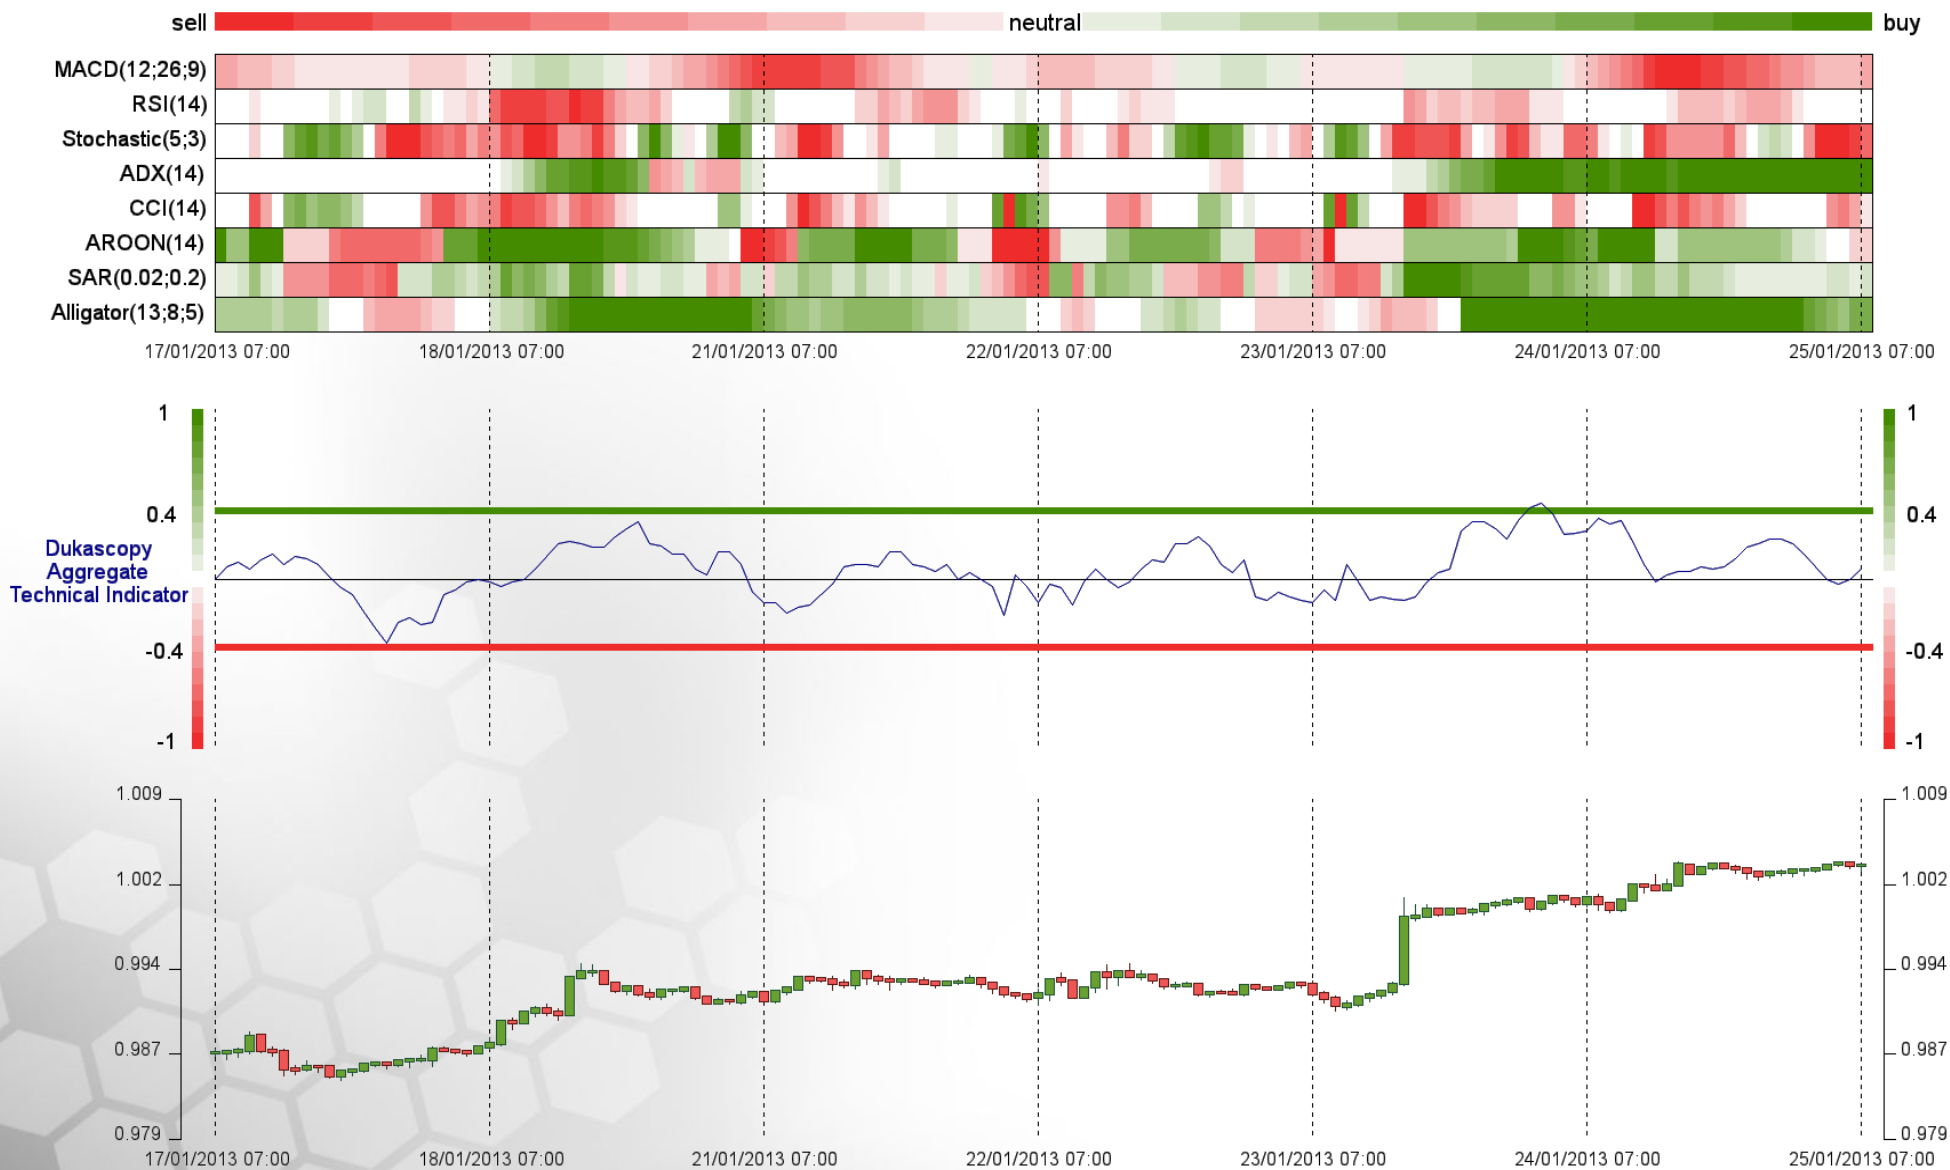 sell neutral buy
MACD(12;26;9)
RSI(14)
Stochastic(5;3)
ADX(14)
CCI(14)
AROON(14)
SAR(0.02;0.2)
Alligator(13;8;5)
17/01/2013 07:00 18/01/2013 07:00 21/01/2013 07:00 22/01/2013 07:00 23/01/2013 07:00 24/01/2013 07:00 25/01/2013 07:00
1 1
0.4 0.4
Dukascopy
Aggregate
Technical Indicator
-0.4 -0.4
-1 -1
1.009 1.009
1.002 1.002
0.994 0.994
0.987 0.987
0.979 0.979
17/01/2013 07:00 18/01/2013 07:00 21/01/2013 07:00 22/01/2013 07:00 23/01/2013 07:00 24/01/2013 07:00 25/01/2013 07:00